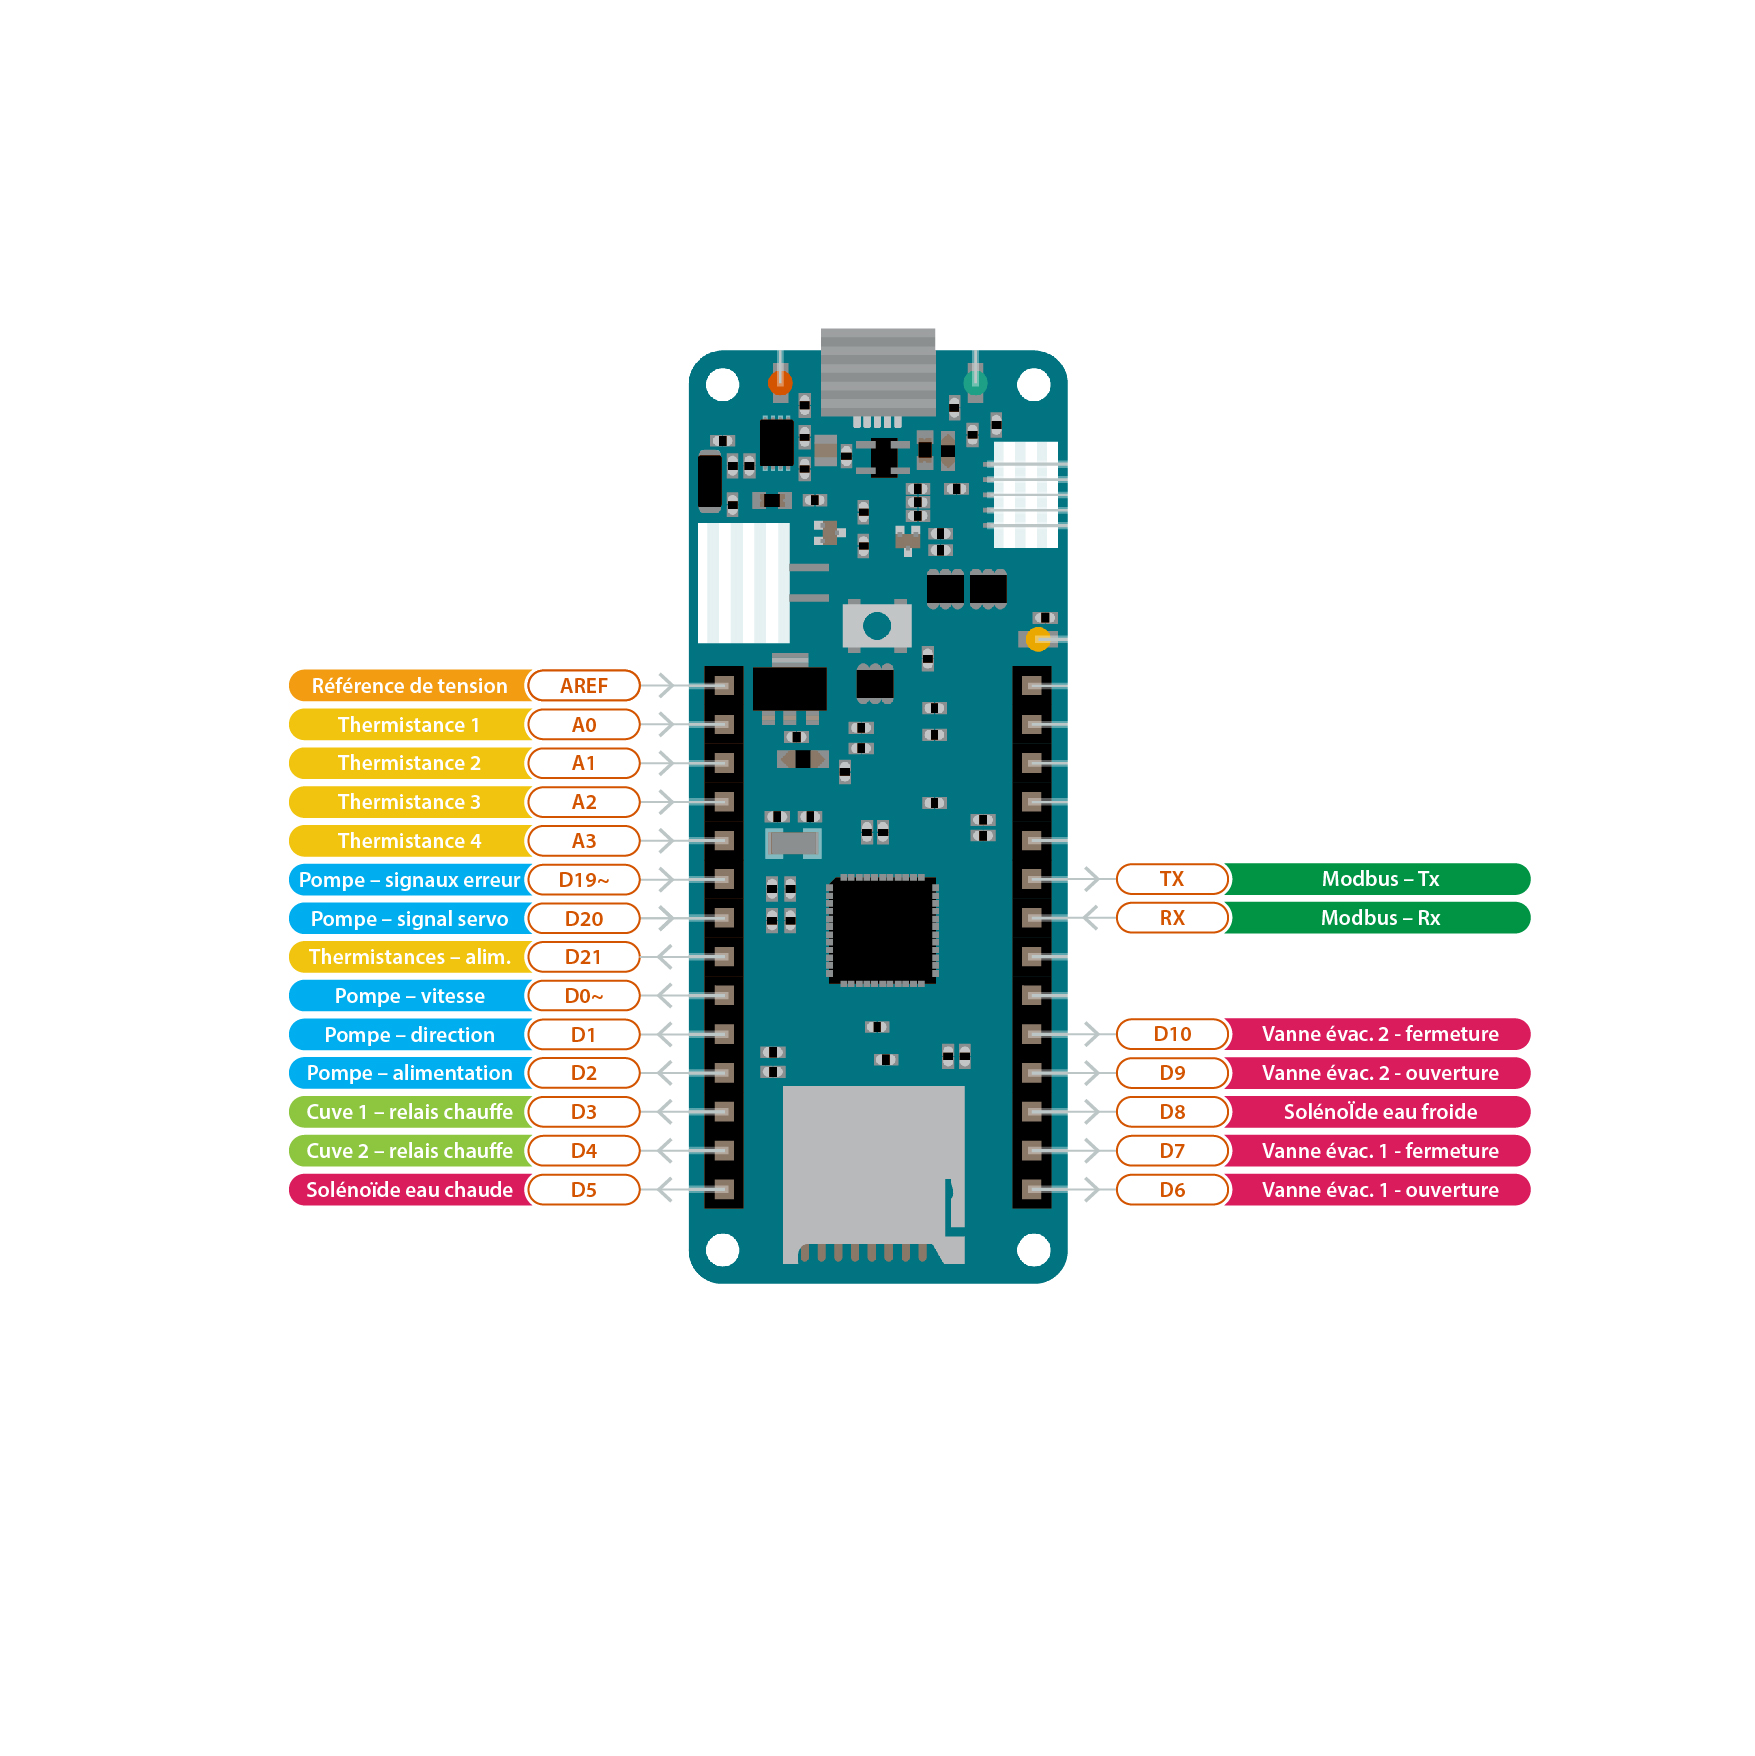 Référence de tension AREF
Thermistance 1 A0
Thermistance 2 A1
Thermistance 3 A2
Thermistance 4 A3
Pompe – signaux erreur D19~
Pompe – signal servo D20
Thermistances – alim. D21
Pompe – vitesse D0~
Pompe – direction D1
Pompe – alimentation D2
Cuve 1 – relais chauffe D3
Cuve 2 – relais chauffe D4
Solénoïde eau chaude D5
TX Modbus – Tx
RX Modbus – Rx
D10 Vanne évac. 2 - fermeture
D9 Vanne évac. 2 - ouverture
D8 SolénoÏde eau froide
D7 Vanne évac. 1 - fermeture
D6 Vanne évac. 1 - ouverture